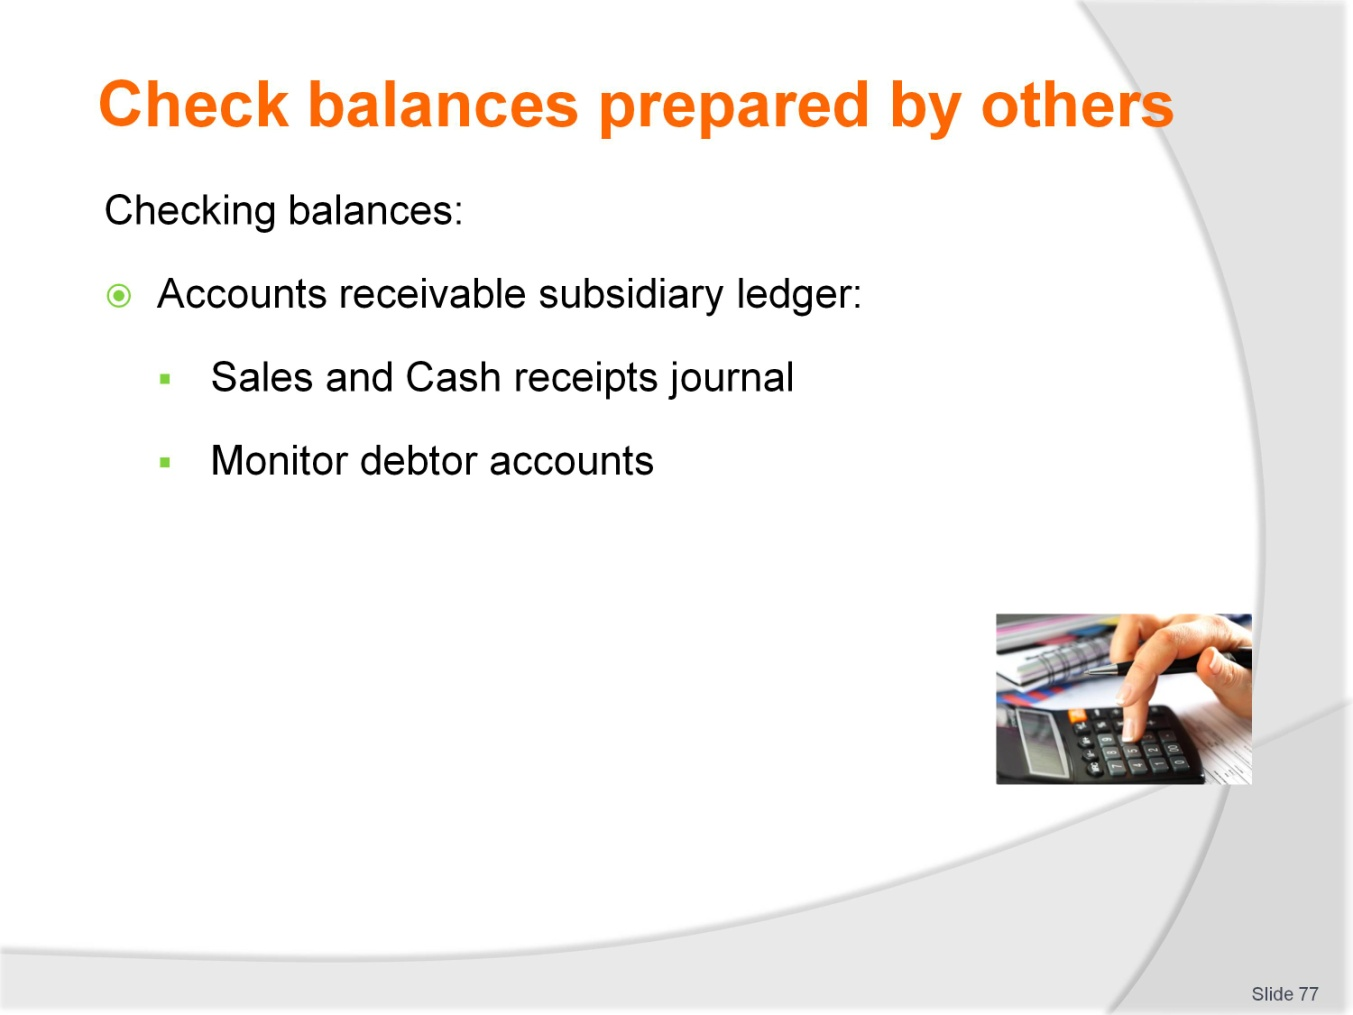 Check balances prepared by others
Checking balances:
Accounts receivable subsidiary ledger:
Sales and Cash receipts journal
Monitor debtor accounts
Slide 77